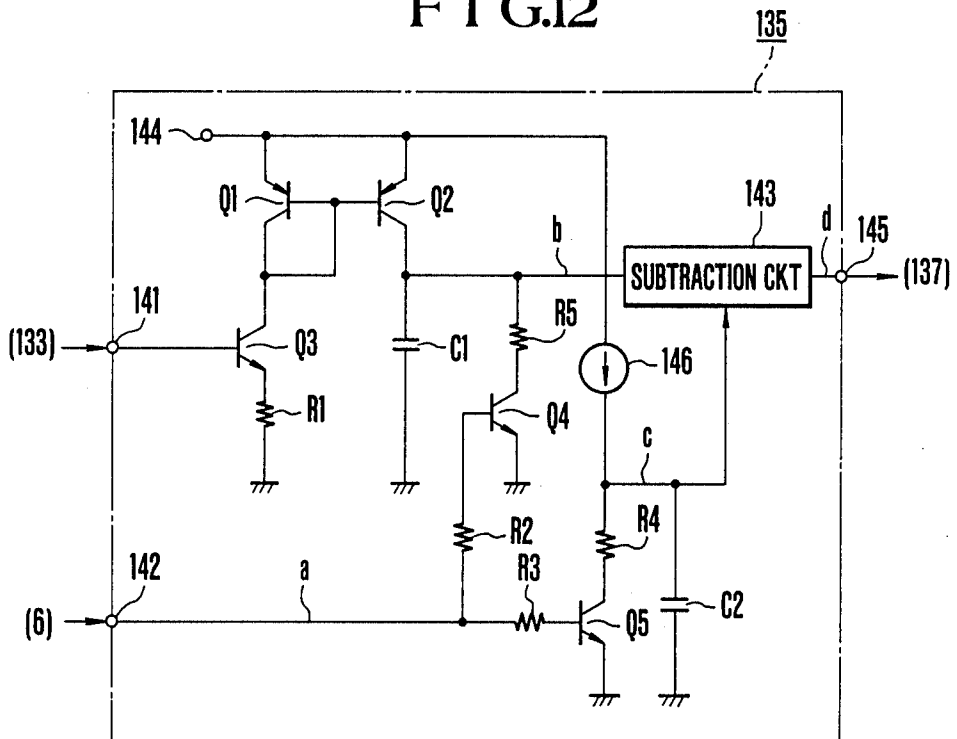 F I G.12
135
144
Q1
Q2
143
145
b
d
SUBTRACTION CKT
(137)
(133)
141
Q3
C1
R5
146
R1
Q4
c
R2
R4
142
a
R3
(6)
Q5
C2